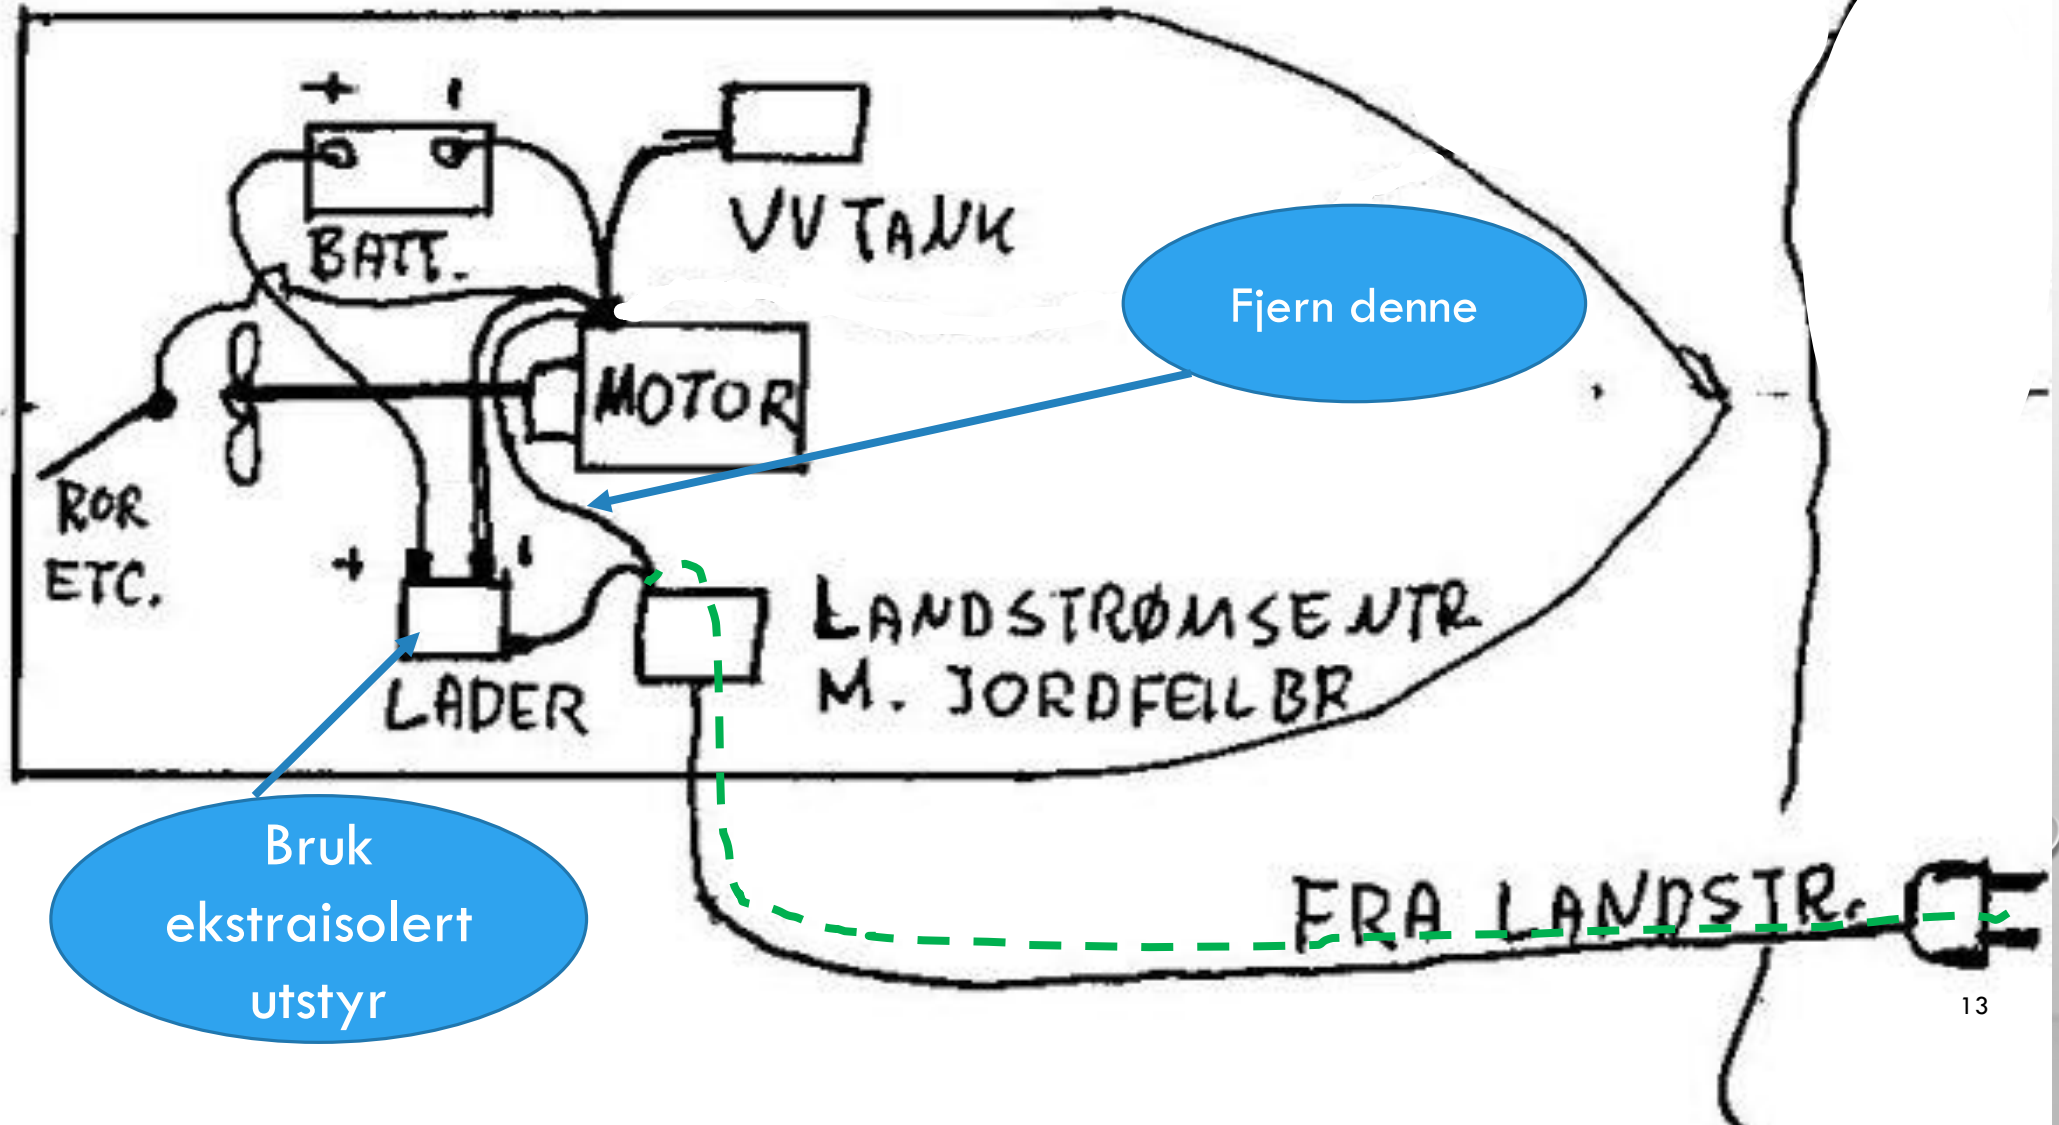 + -
BATT.
VV TANK
Fjern denne
MOTOR
ROR
ETC.
+ -
LADER
LANDSTRØMSENTR.
M. JORDFEILBR
Bruk
ekstraisolert
utstyr
FRA LANDSTR.
13